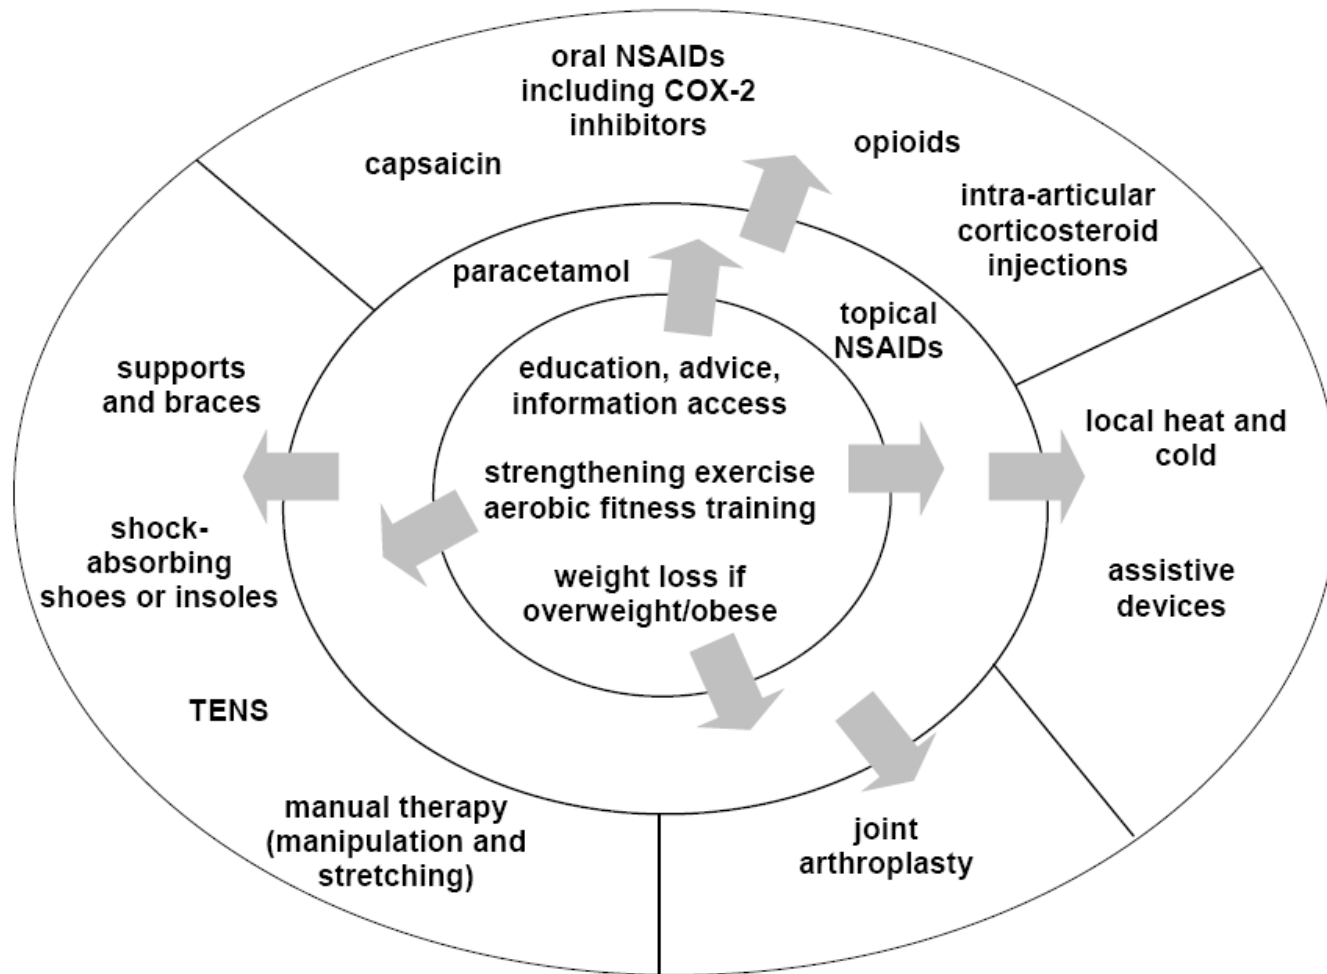 oral NSAIDs
including COX-2
inhibitors
opioids
capsaicin
intra-articular
corticosteroid
injections
paracetamol
topical
NSAIDs
education, advice,
information access
supports
and braces
local heat and
cold
strengthening exercise
aerobic fitness training
shock-
absorbing
shoes or insoles
weight loss if
overweight/obese
assistive
devices
TENS
manual therapy
(manipulation and
stretching)
joint
arthroplasty